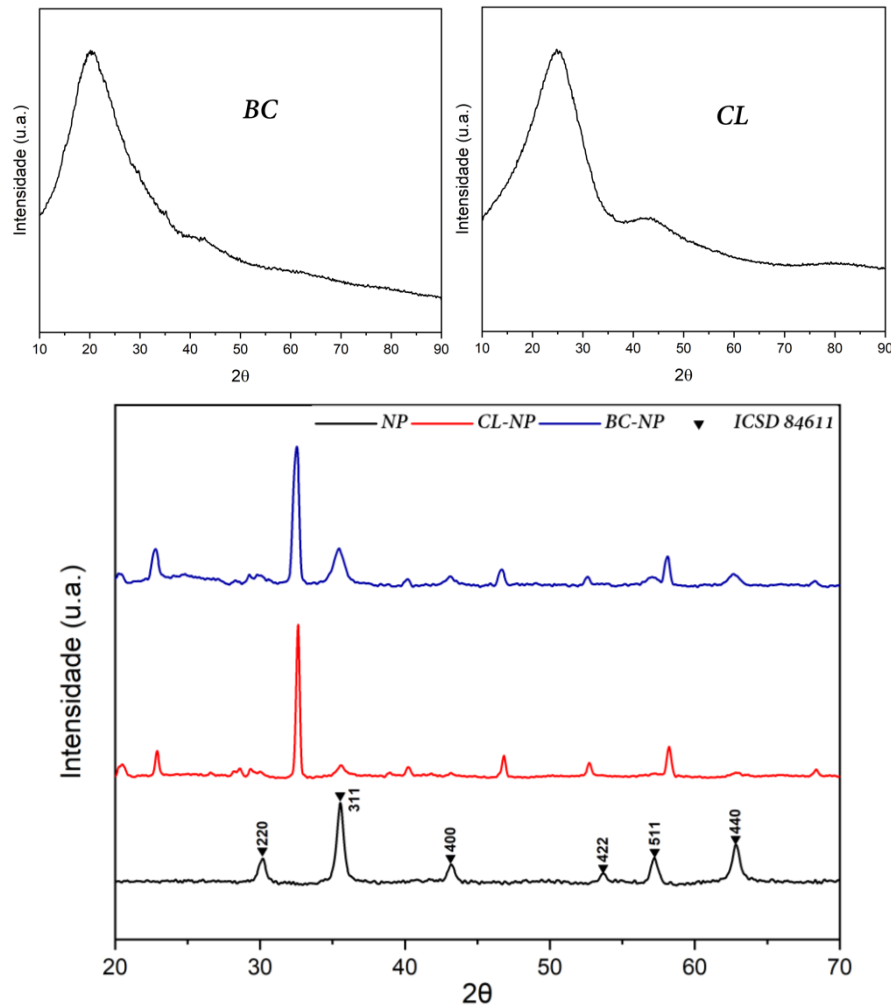 BC
Intensidade (u.a.)
10 20 30 40 50 60 70 80 90
2θ
CL
Intensidade (u.a.)
10 20 30 40 50 60 70 80 90
2θ
NP CL-NP BC-NP ▼ ICSD 84611
Intensidade (u.a.)
220
311
400
422
511
440
20 30 40 50 60 70
2θ